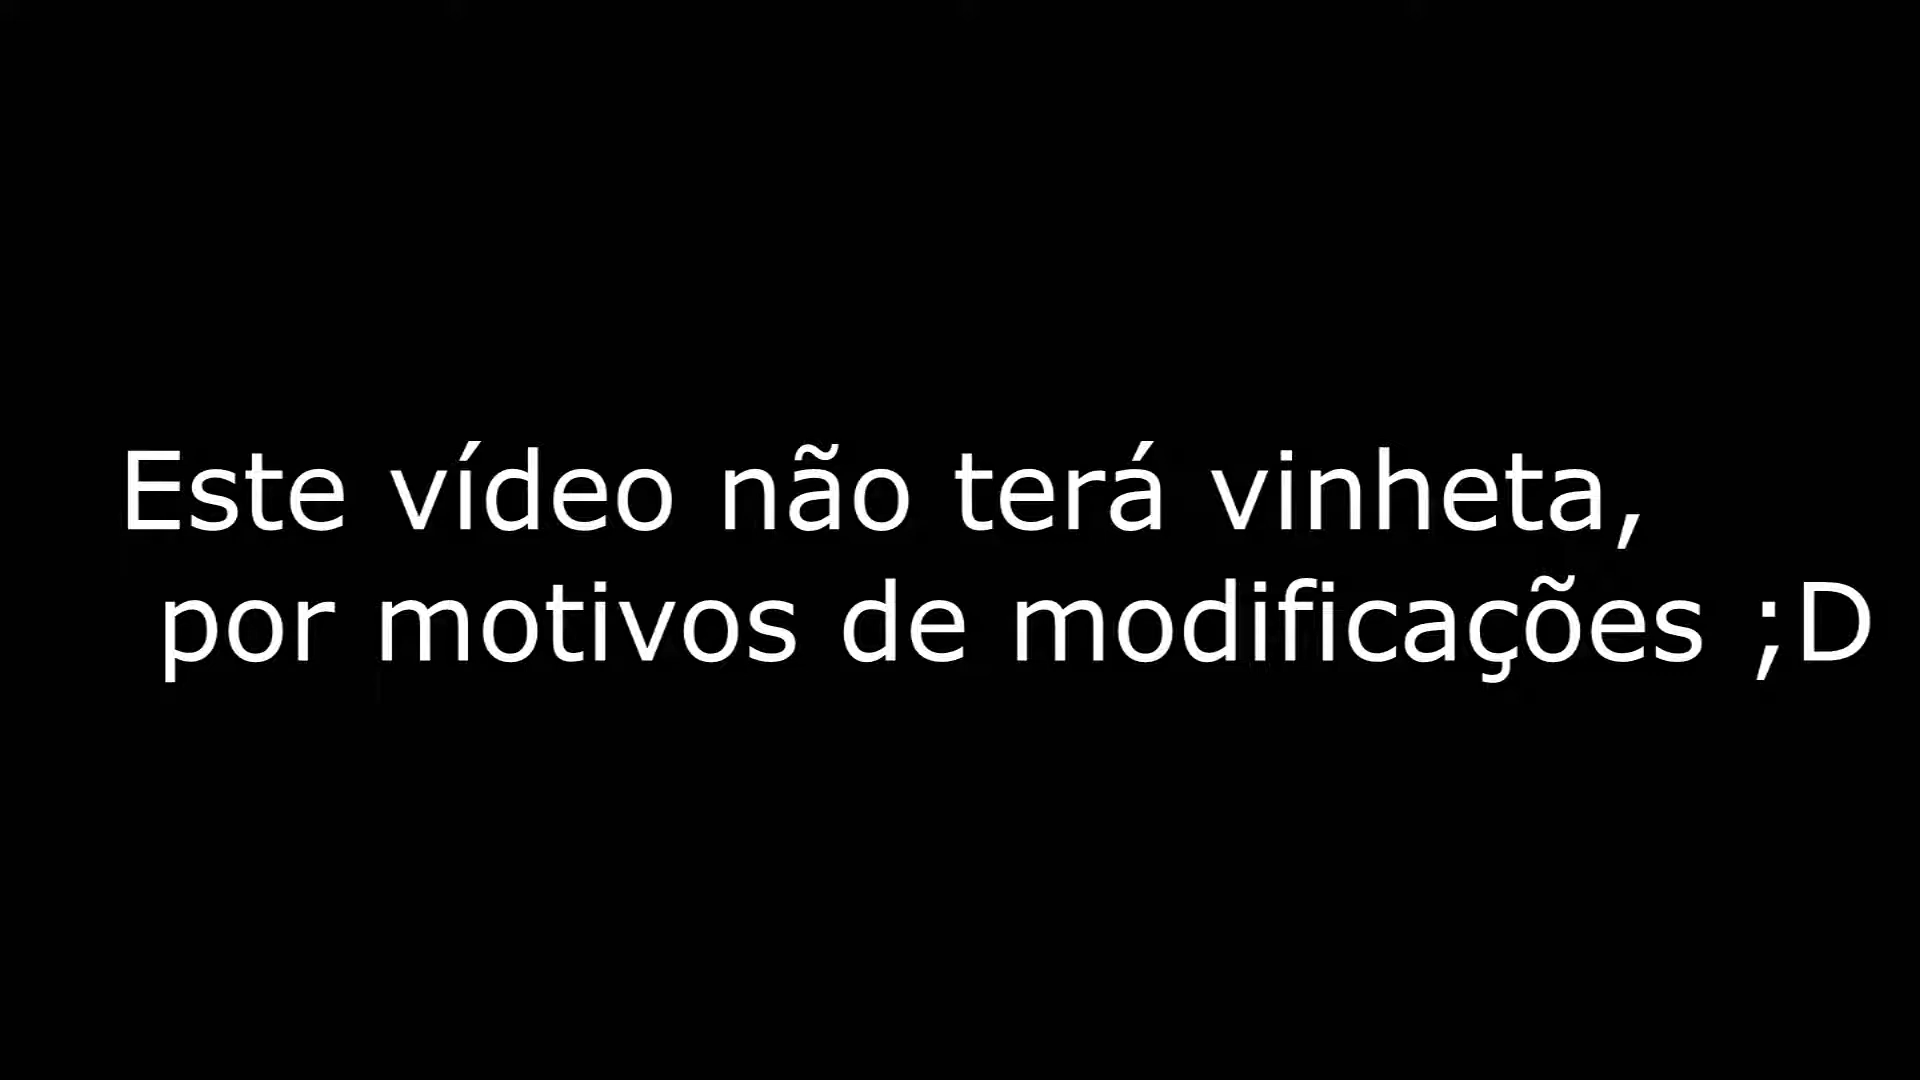 Este vídeo não terá vinheta,
por motivos de modificações ;D